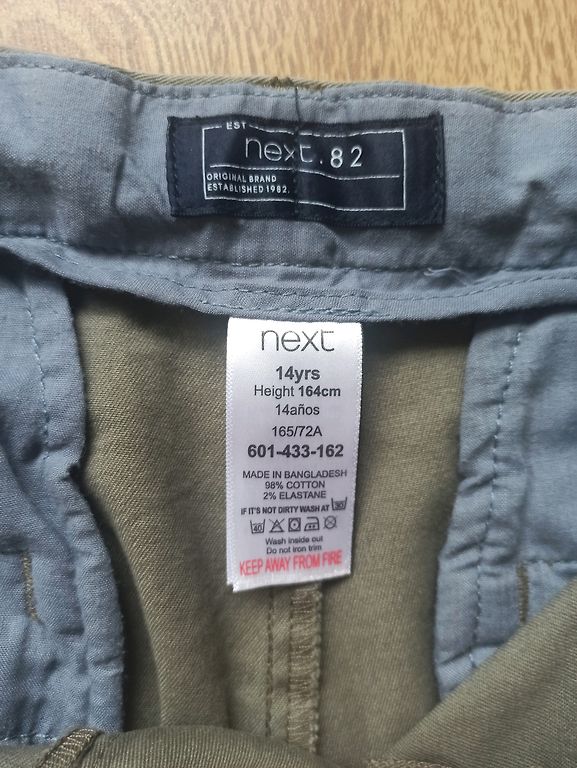 EST
next.82
ORIGINAL BRAND
ESTABLISHED 1982.
next
14yrs
Height 164cm
14años
165/72A
601-433-162
MADE IN BANGLADESH
98% COTTON
2% ELASTANE
IF IT'S NOT DIRTY WASH AT 30
40
Wash inside out
Do not iron trim
KEEP AWAY FROM FIRE